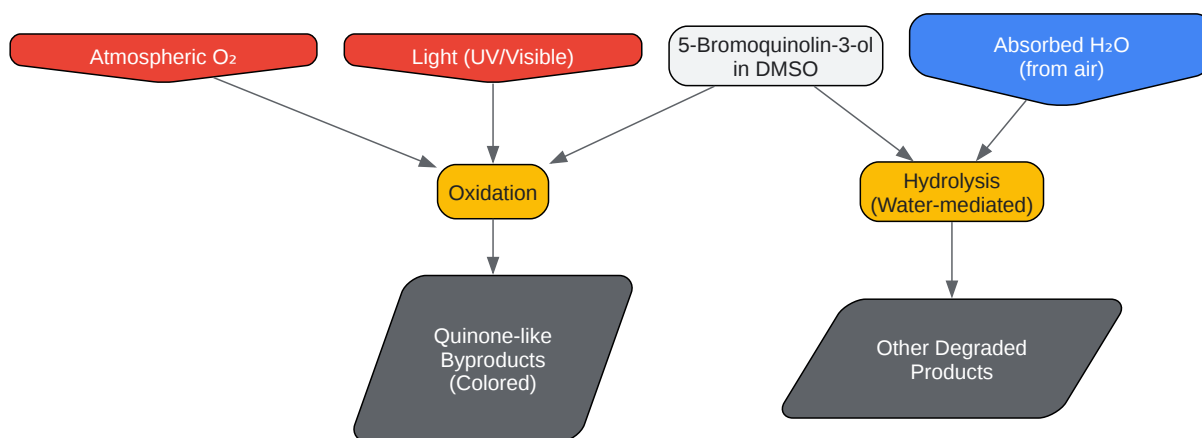 Atmospheric O₂
Light (UV/Visible)
5-Bromoquinolin-3-ol
in DMSO
Absorbed H₂O
(from air)
Oxidation
Hydrolysis
(Water-mediated)
Quinone-like
Byproducts
(Colored)
Other Degraded
Products